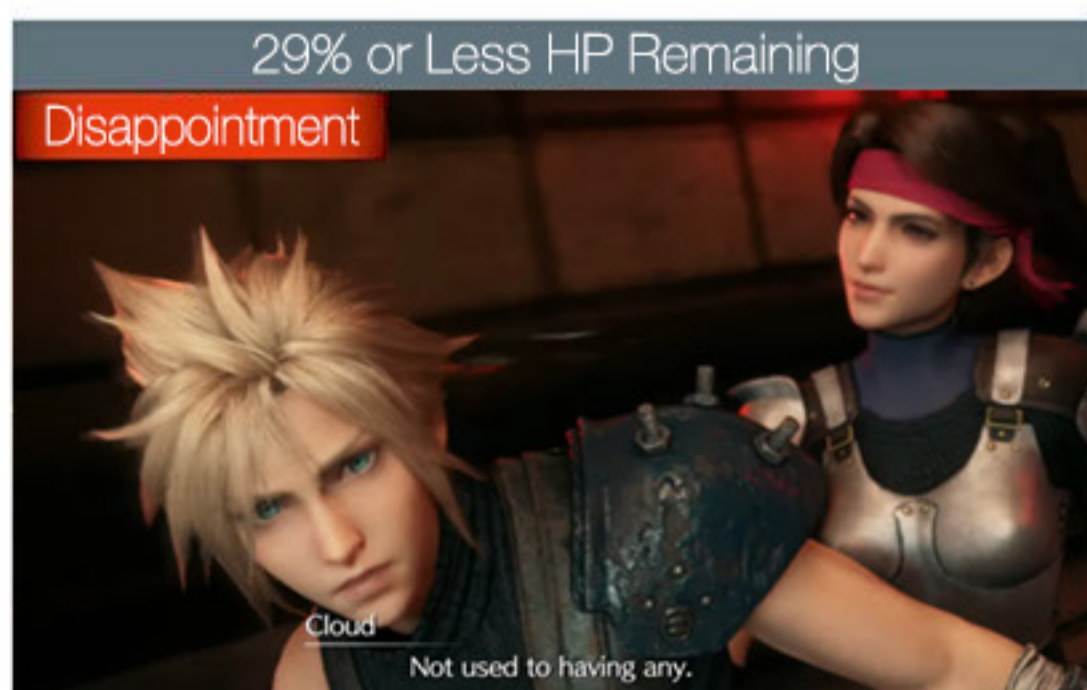 29% or Less HP Remaining
Disappointment
Cloud
Not used to having any.